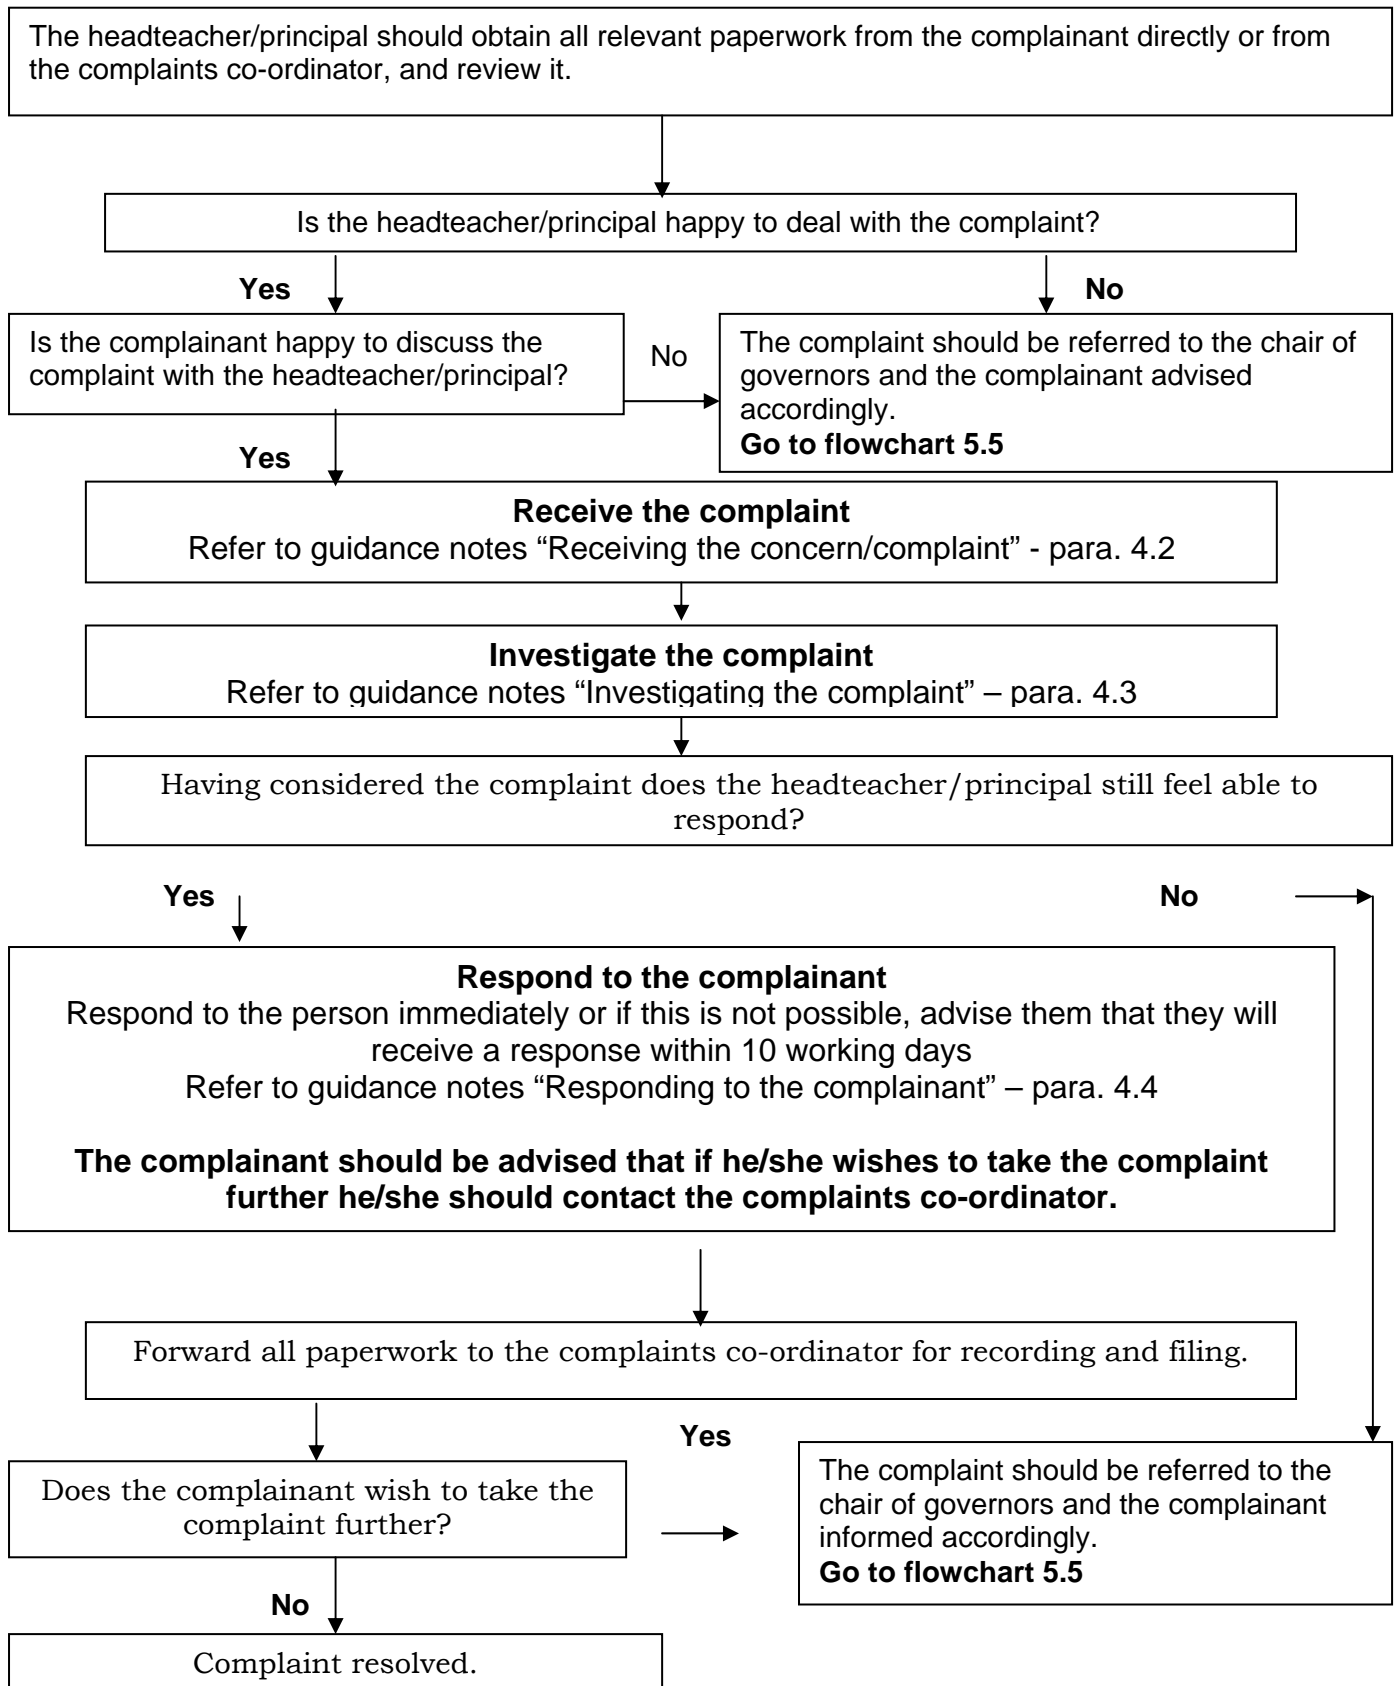 The headteacher/principal should obtain all relevant paperwork from the complainant directly or from
the complaints co-ordinator, and review it.
Is the headteacher/principal happy to deal with the complaint?
Yes
No
Is the complainant happy to discuss the
complaint with the headteacher/principal?
No
The complaint should be referred to the chair of
governors and the complainant advised
accordingly.
Go to flowchart 5.5
Yes
Receive the complaint
Refer to guidance notes “Receiving the concern/complaint” - para. 4.2
Investigate the complaint
Refer to guidance notes “Investigating the complaint” – para. 4.3
Having considered the complaint does the headteacher/principal still feel able to
respond?
Yes
No
Respond to the complainant
Respond to the person immediately or if this is not possible, advise them that they will
receive a response within 10 working days
Refer to guidance notes “Responding to the complainant” – para. 4.4
The complainant should be advised that if he/she wishes to take the complaint
further he/she should contact the complaints co-ordinator.
Forward all paperwork to the complaints co-ordinator for recording and filing.
Yes
Does the complainant wish to take the
complaint further?
The complaint should be referred to the
chair of governors and the complainant
informed accordingly.
Go to flowchart 5.5
No
Complaint resolved.